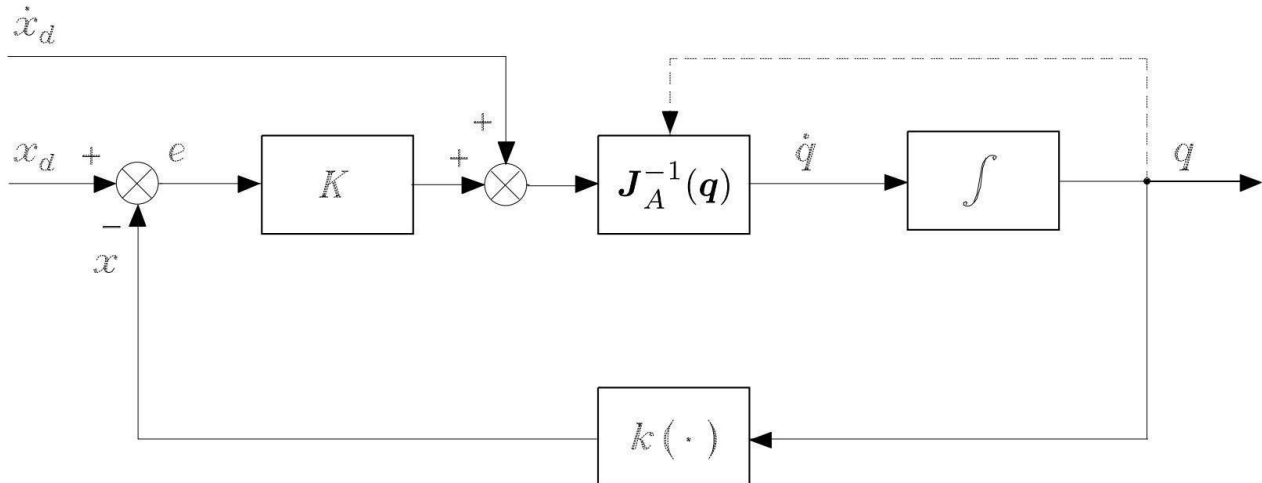 ẋ_d
x_d + e K + + J_A^{-1}(q) q̇ ∫ q
− x
k(·)